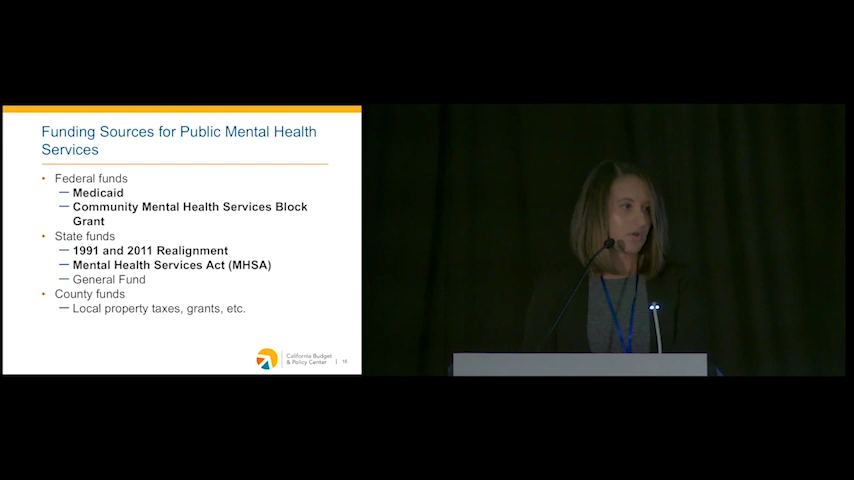 Funding Sources for Public Mental Health
Services
• Federal funds
— Medicaid
— Community Mental Health Services Block
Grant
• State funds
— 1991 and 2011 Realignment
— Mental Health Services Act (MHSA)
— General Fund
• County funds
— Local property taxes, grants, etc.
California Budget
& Policy Center | 16